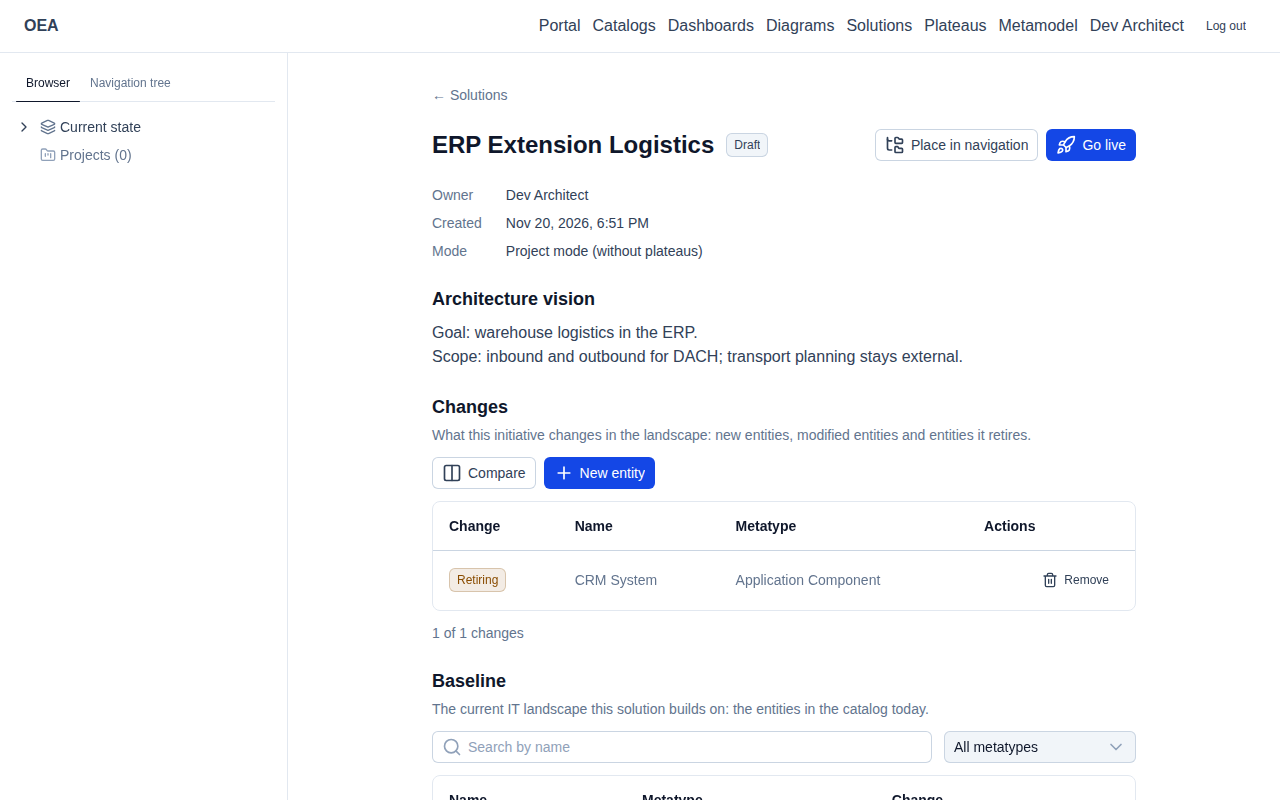 OEA
Portal Catalogs Dashboards Diagrams Solutions Plateaus Metamodel Dev Architect Log out
Browser Navigation tree
Current state
Projects (0)
← Solutions
ERP Extension Logistics Draft Place in navigation Go live
Owner Dev Architect
Created Nov 20, 2026, 6:51 PM
Mode Project mode (without plateaus)
Architecture vision
Goal: warehouse logistics in the ERP.
Scope: inbound and outbound for DACH; transport planning stays external.
Changes
What this initiative changes in the landscape: new entities, modified entities and entities it retires.
Compare New entity
Change Name Metatype Actions
Retiring CRM System Application Component Remove
1 of 1 changes
Baseline
The current IT landscape this solution builds on: the entities in the catalog today.
Search by name All metatypes
Name Metatype Change